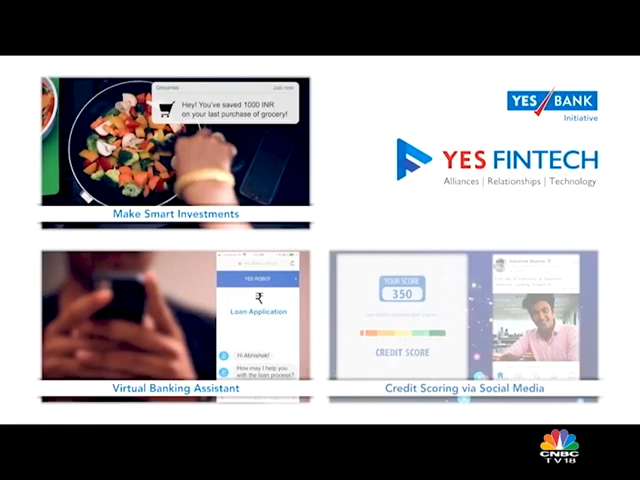 Groceries
Just now
Hey! You've saved 1000 INR
on your last purchase of grocery!
Make Smart Investments
YES BANK
Initiative
YES FINTECH
Alliances | Relationships | Technology
YES ROBOT
₹
Loan Application
Hi Abhishek!
How may I help you
with the loan process?
Virtual Banking Assistant
YOUR SCORE
350
CREDIT SCORE
Credit Scoring via Social Media
CNBC
TV18